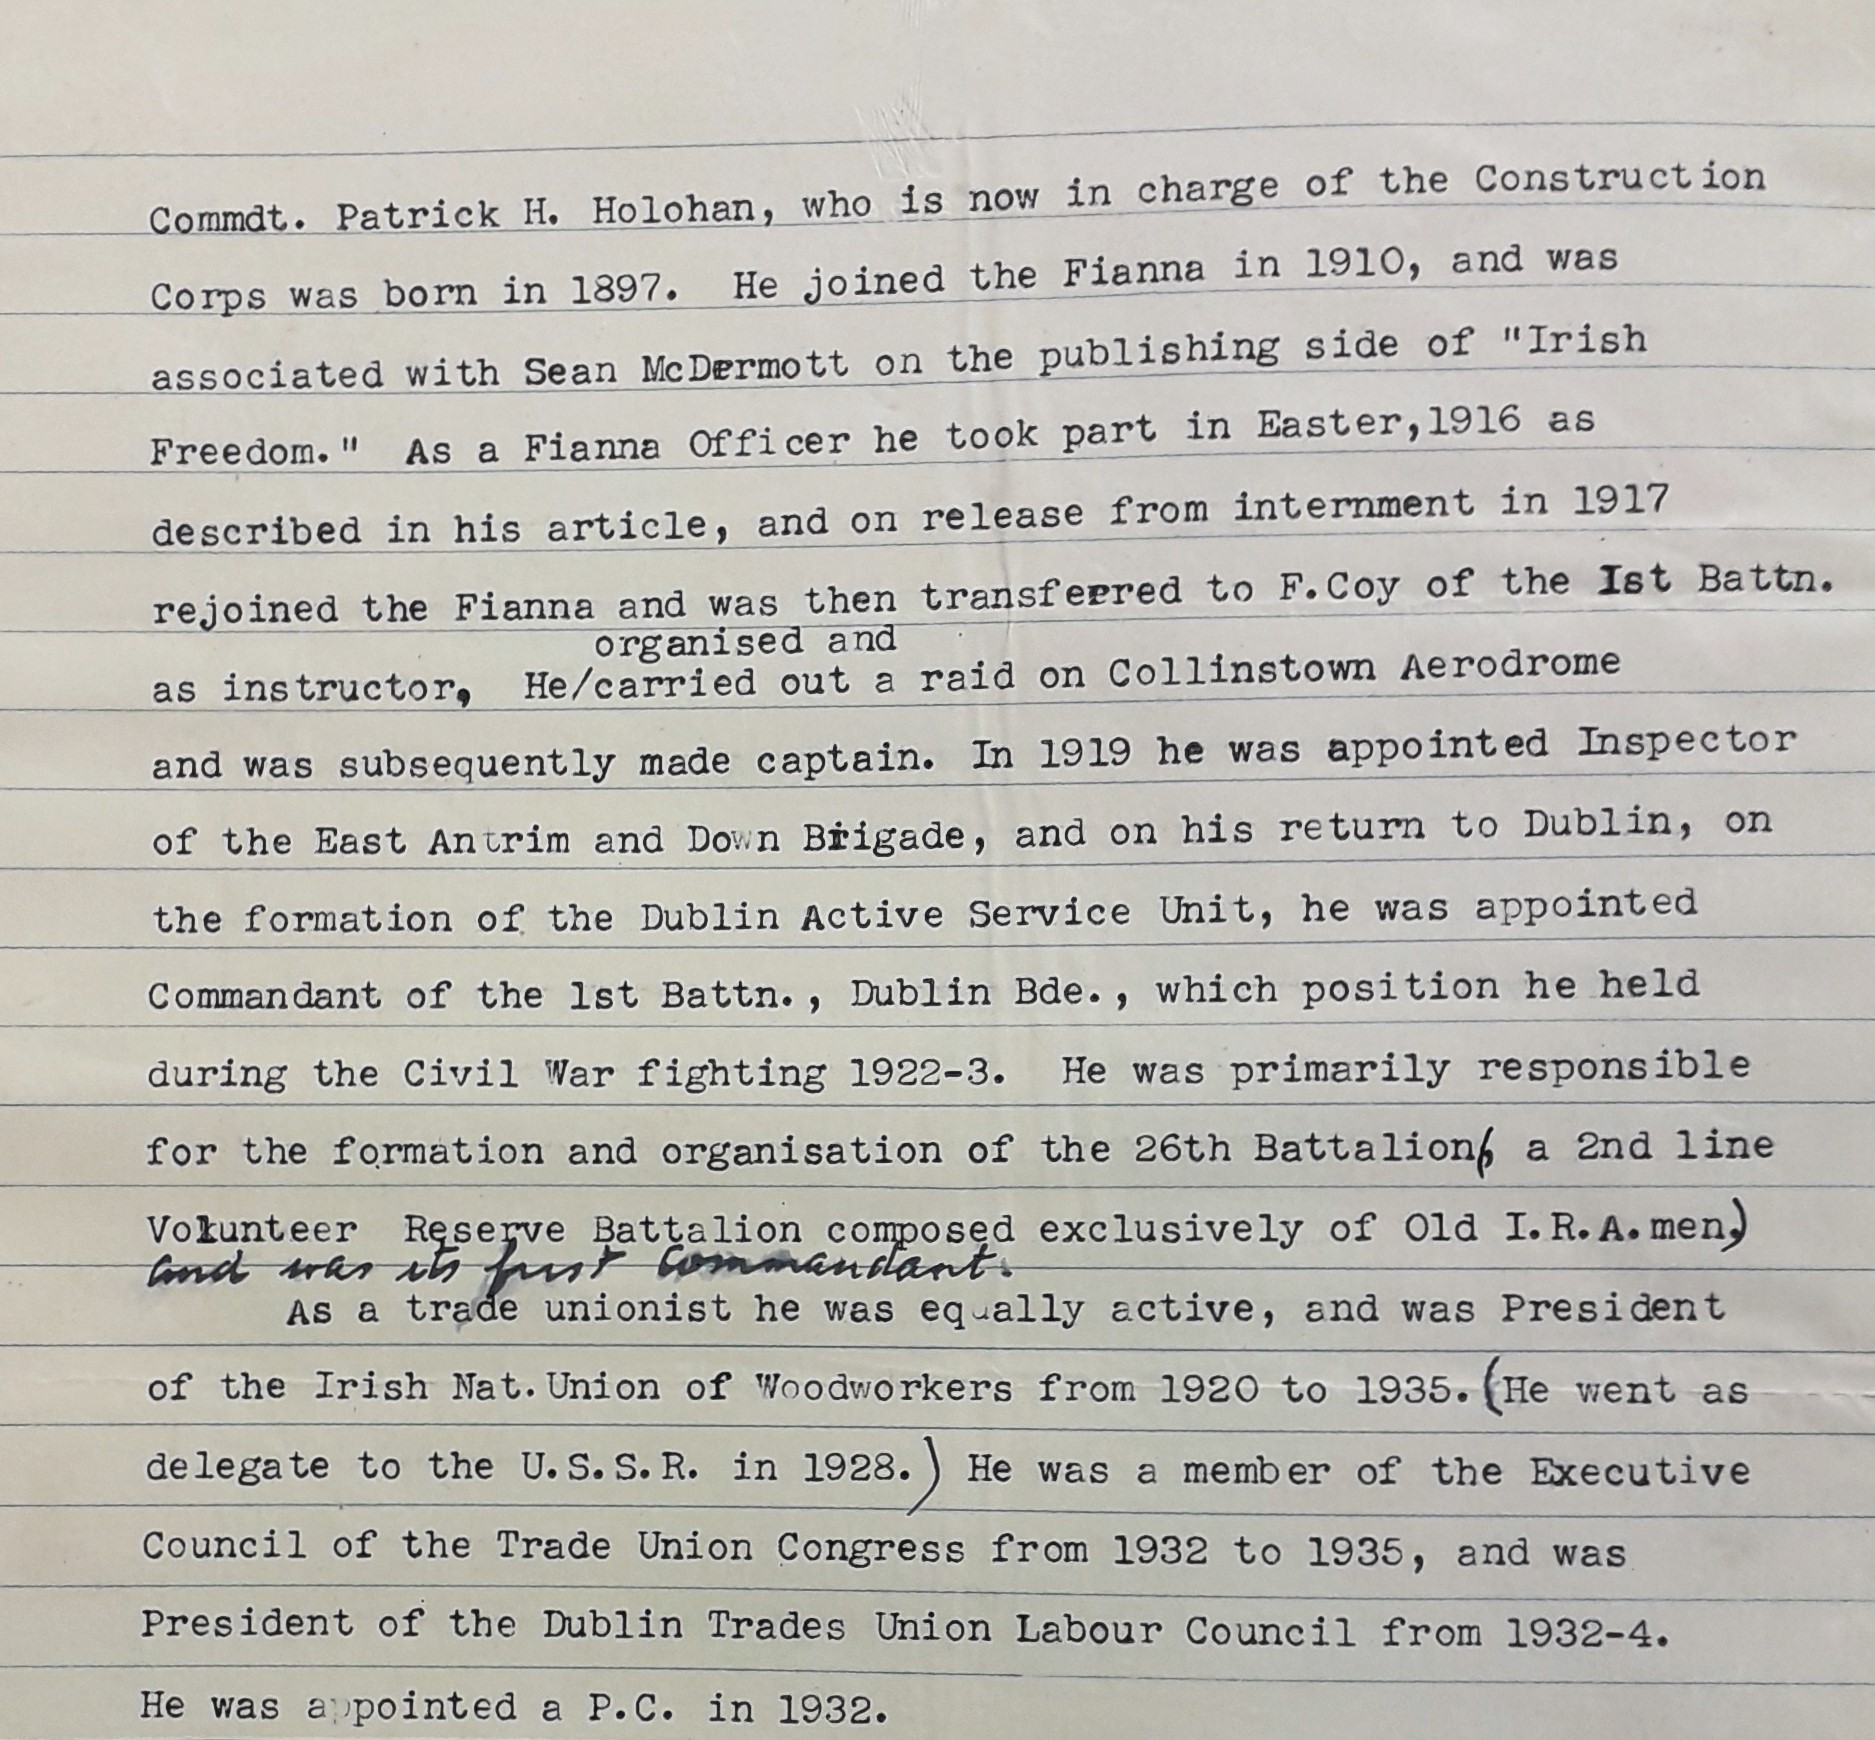 Commdt. Patrick H. Holohan, who is now in charge of the Construction
Corps was born in 1897. He joined the Fianna in 1910, and was
associated with Sean McDermott on the publishing side of "Irish
Freedom." As a Fianna Officer he took part in Easter,1916 as
described in his article, and on release from internment in 1917
rejoined the Fianna and was then transferred to F.Coy of the Ist Battn.
organised and
as instructor, He/carried out a raid on Collinstown Aerodrome
and was subsequently made captain. In 1919 he was appointed Inspector
of the East Antrim and Down Brigade, and on his return to Dublin, on
the formation of the Dublin Active Service Unit, he was appointed
Commandant of the 1st Battn., Dublin Bde., which position he held
during the Civil War fighting 1922-3. He was primarily responsible
for the formation and organisation of the 26th Battalion( a 2nd line
Volunteer Reserve Battalion composed exclusively of Old I.R.A.men)
and was its first Commandant.
As a trade unionist he was equally active, and was President
of the Irish Nat.Union of Woodworkers from 1920 to 1935. (He went as
delegate to the U.S.S.R. in 1928.) He was a member of the Executive
Council of the Trade Union Congress from 1932 to 1935, and was
President of the Dublin Trades Union Labour Council from 1932-4.
He was appointed a P.C. in 1932.